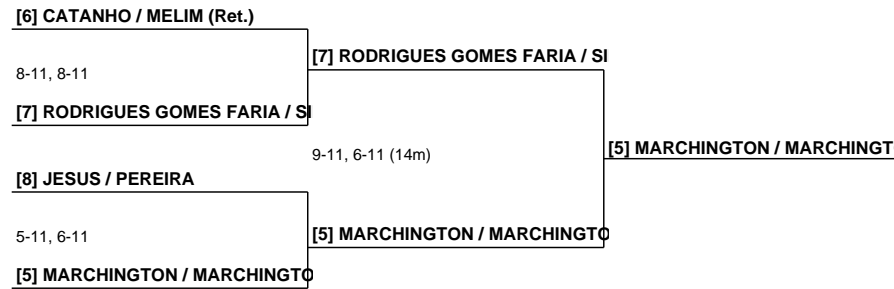 [6] CATANHO / MELIM (Ret.)
[7] RODRIGUES GOMES FARIA / SI
8-11, 8-11
[7] RODRIGUES GOMES FARIA / SI
9-11, 6-11 (14m)
[5] MARCHINGTON / MARCHINGT
[8] JESUS / PEREIRA
5-11, 6-11
[5] MARCHINGTON / MARCHINGTO
[5] MARCHINGTON / MARCHINGTO